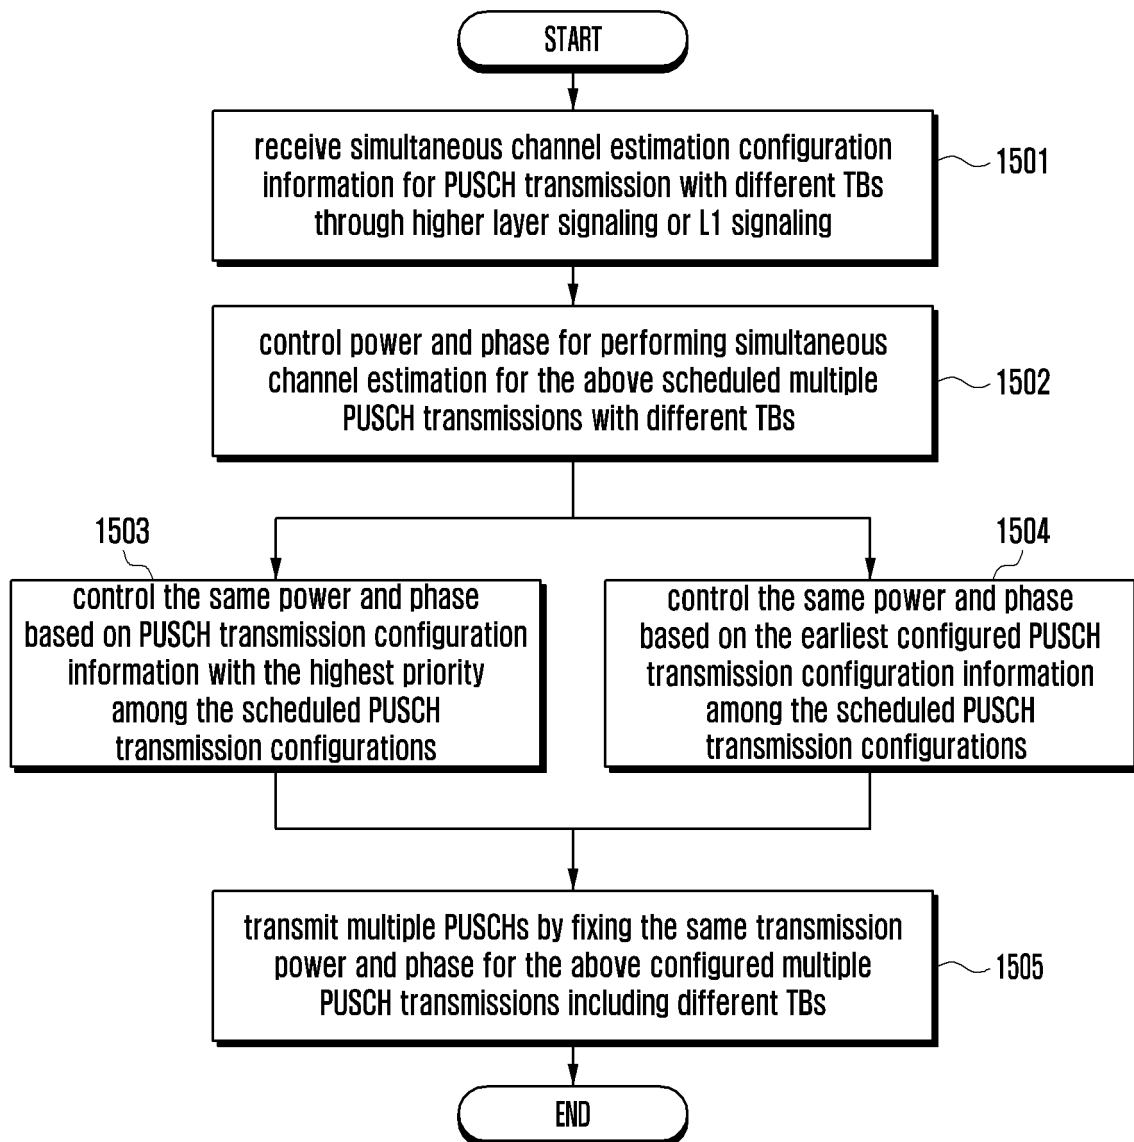 START
receive simultaneous channel estimation configuration
information for PUSCH transmission with different TBs
through higher layer signaling or L1 signaling
1501
control power and phase for performing simultaneous
channel estimation for the above scheduled multiple
PUSCH transmissions with different TBs
1502
1503
control the same power and phase
based on PUSCH transmission configuration
information with the highest priority
among the scheduled PUSCH
transmission configurations
1504
control the same power and phase
based on the earliest configured PUSCH
transmission configuration information
among the scheduled PUSCH
transmission configurations
transmit multiple PUSCHs by fixing the same transmission
power and phase for the above configured multiple
PUSCH transmissions including different TBs
1505
END